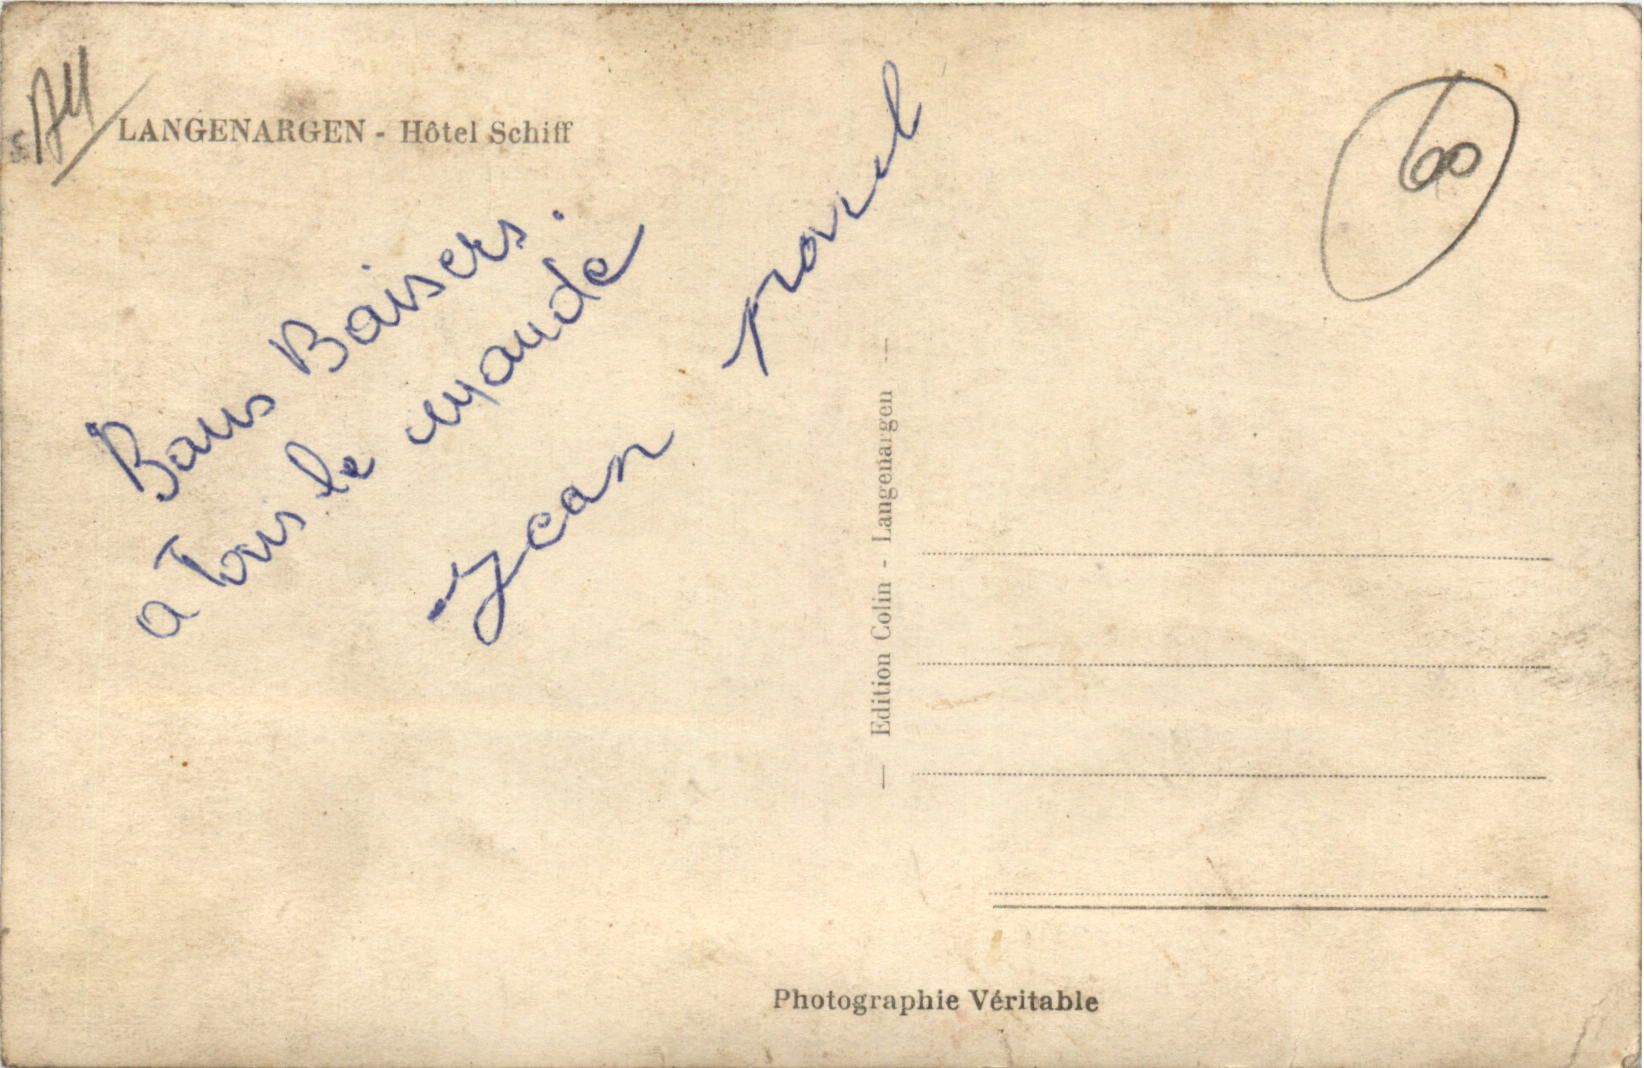 LANGENARGEN - Hôtel Schiff
Bons Baisers.
a Tous le monde
Jean
60
— Edition Colin - Langenargen —
Photographie Véritable